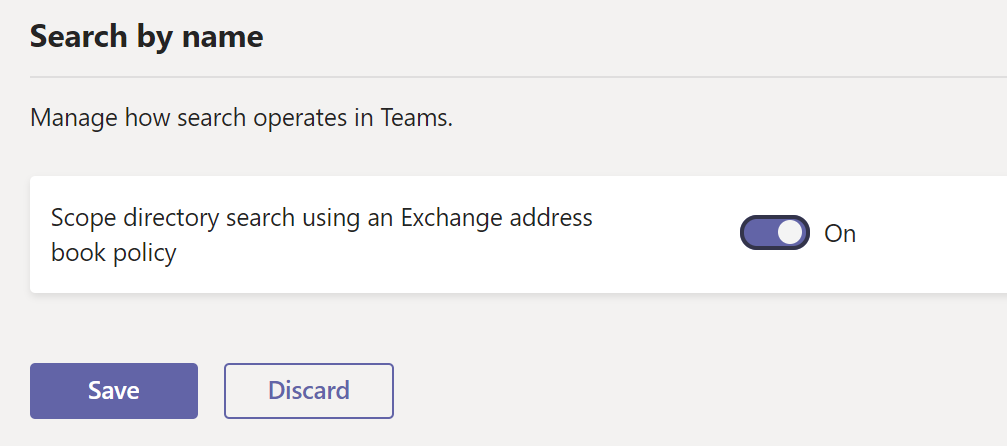 Search by name
Manage how search operates in Teams.
Scope directory search using an Exchange address
book policy
On
Save
Discard